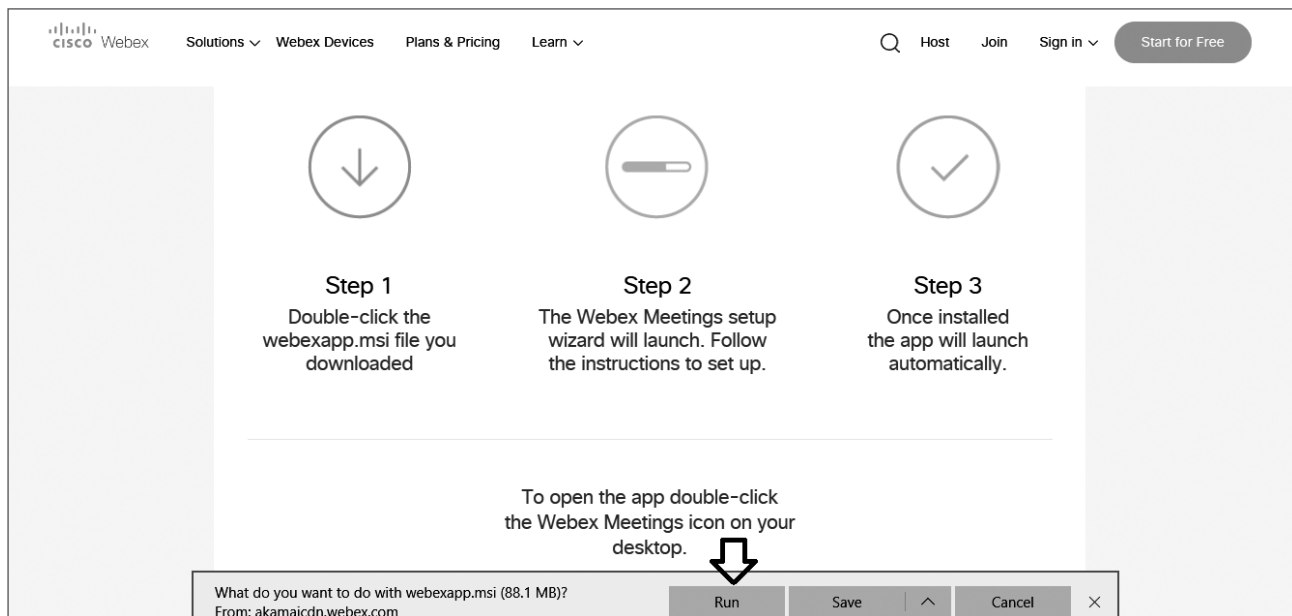 cisco Webex
Solutions Webex Devices Plans & Pricing Learn Host Join Sign in Start for Free
Step 1
Double-click the
webexapp.msi file you
downloaded
Step 2
The Webex Meetings setup
wizard will launch. Follow
the instructions to set up.
Step 3
Once installed
the app will launch
automatically.
To open the app double-click
the Webex Meetings icon on your
desktop.
What do you want to do with webexapp.msi (88.1 MB)?
From: akamaicdn.webex.com
Run Save Cancel